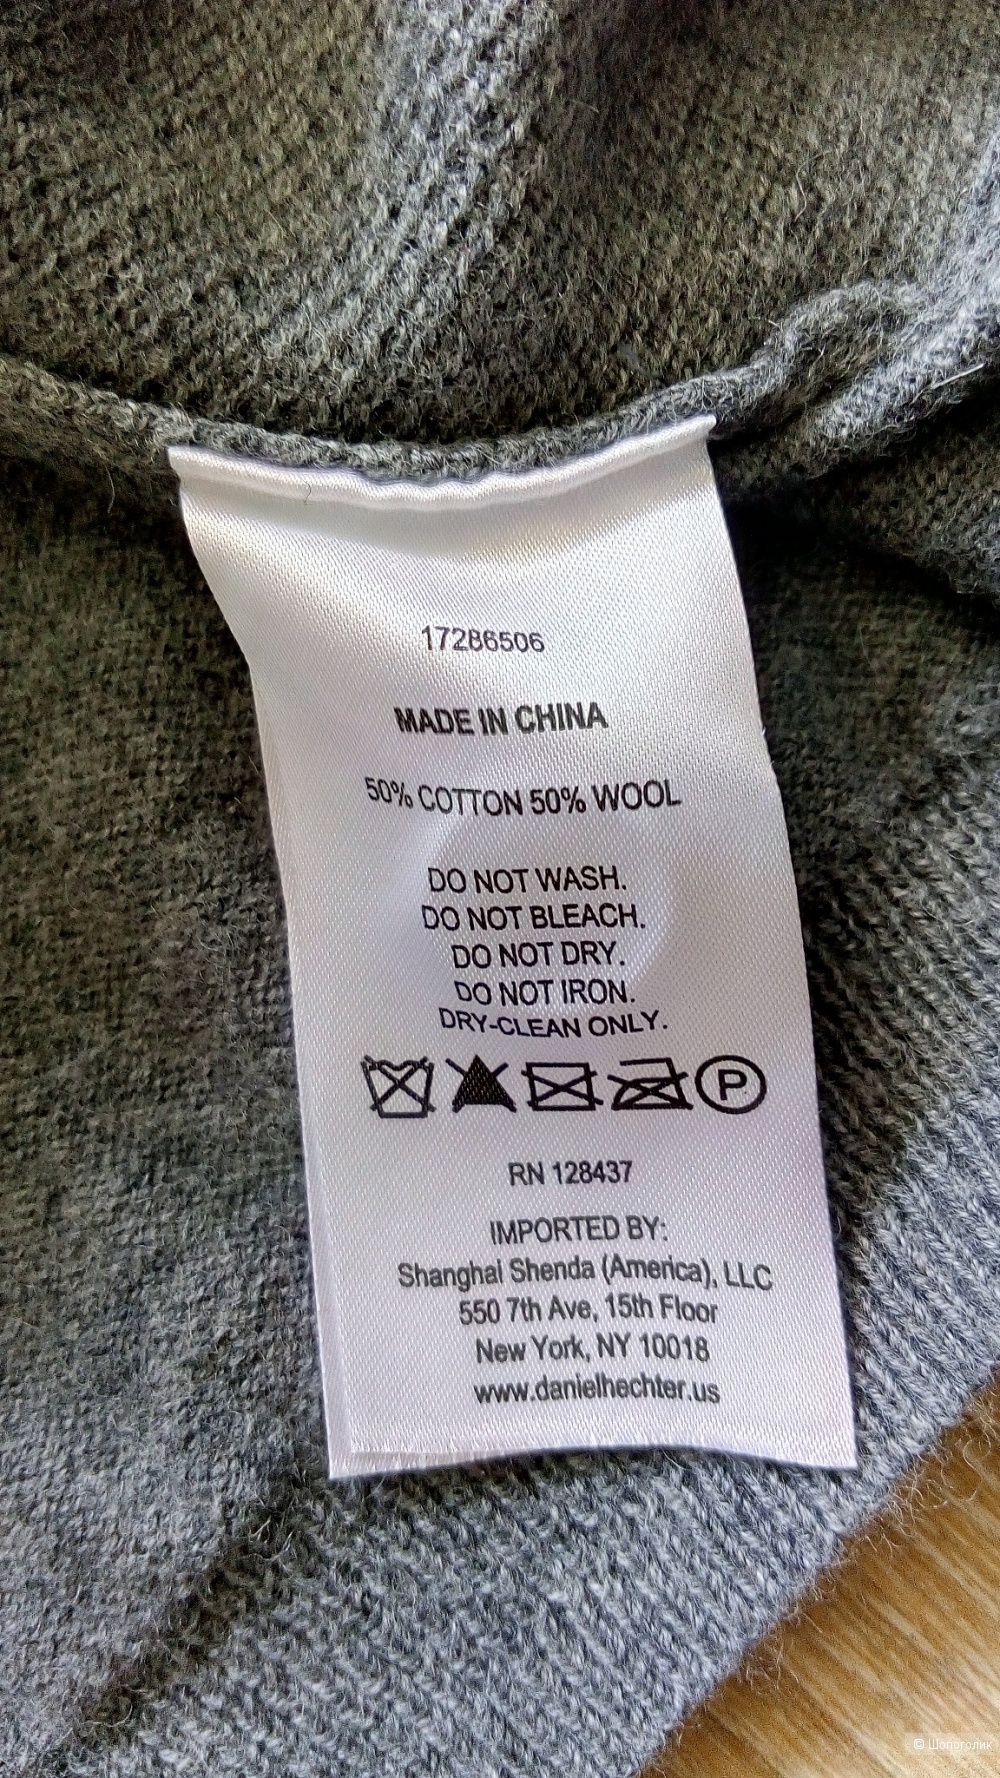 17286506
MADE IN CHINA
50% COTTON 50% WOOL
DO NOT WASH.
DO NOT BLEACH.
DO NOT DRY.
DO NOT IRON.
DRY-CLEAN ONLY.
P
RN 128437
IMPORTED BY:
Shanghai Shenda (America), LLC
550 7th Ave, 15th Floor
New York, NY 10018
www.danielhechter.us
© Шопоголик